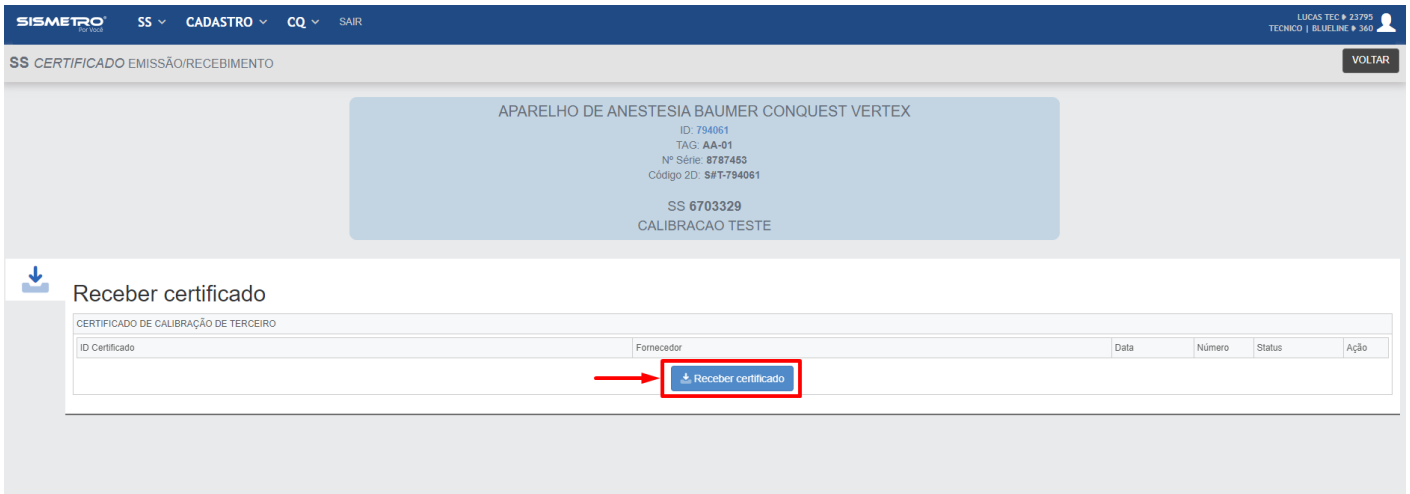 SISMETRO®
Por Você
SS
CADASTRO
CQ
SAIR
LUCAS TEC 23795
TECNICO | BLUELINE 360
SS CERTIFICADO EMISSÃO/RECEBIMENTO
VOLTAR
APARELHO DE ANESTESIA BAUMER CONQUEST VERTEX
ID: 794061
TAG: AA-01
Nº Série: 8787453
Código 2D: S#T-794061
SS 6703329
CALIBRACAO TESTE
Receber certificado
CERTIFICADO DE CALIBRAÇÃO DE TERCEIRO
ID Certificado Fornecedor Data Número Status Ação
Receber certificado